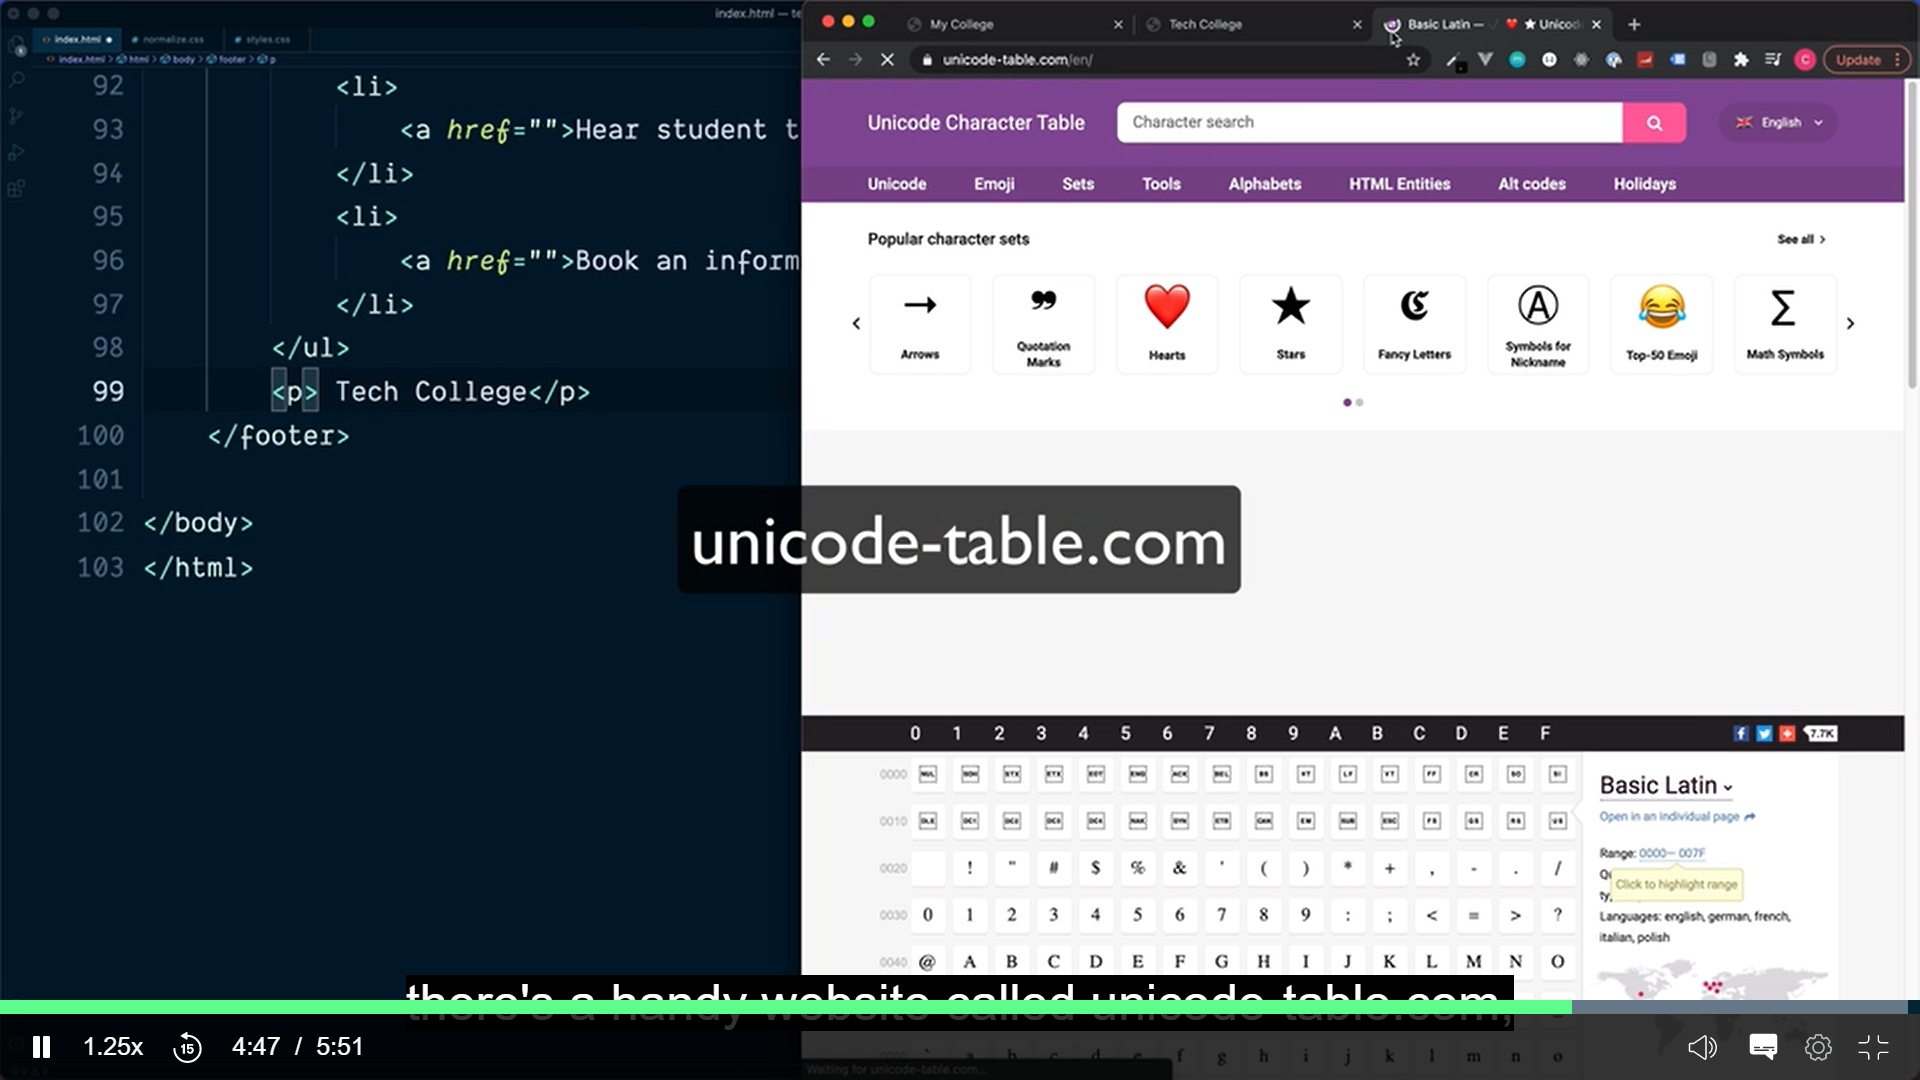 index.html — te
index.html
normalize.css
styles.css
index.html > html > body > footer > p
92 <li>
93 <a href="">Hear student t
94 </li>
95 <li>
96 <a href="">Book an inform
97 </li>
98 </ul>
99 <p> Tech College</p>
100 </footer>
101
102 </body>
103 </html>
My College
Tech College
Basic Latin — ❤ ★ Unicod
unicode-table.com/en/
Update
Unicode Character Table
Character search
English
Unicode Emoji Sets Tools Alphabets HTML Entities Alt codes Holidays
Popular character sets
See all >
→ ❞ ❤ ★ ℭ Ⓐ 😂 Σ
Arrows
Quotation
Marks
Hearts
Stars
Fancy Letters
Symbols for
Nickname
Top-50 Emoji
Math Symbols
unicode-table.com
0 1 2 3 4 5 6 7 8 9 A B C D E F
7.7K
0000 NUL SOH STX ETX EOT ENQ ACK BEL BS HT LF VT FF CR SO SI
0010 DLE DC1 DC2 DC3 DC4 NAK SYN ETB CAN EM SUB ESC FS GS RS US
0020 ! " # $ % & ' ( ) * + , - . /
0030 0 1 2 3 4 5 6 7 8 9 : ; < = > ?
0040 @ A B C D E F G H I J K L M N O
Basic Latin
Open in an individual page
Range: 0000— 007F
Click to highlight range
Languages: english, german, french,
italian, polish
there's a handy website called unicode-table.com,
a b c d e f g h i j k l m n o
Waiting for unicode-table.com...
1.25x 15 4:47 / 5:51